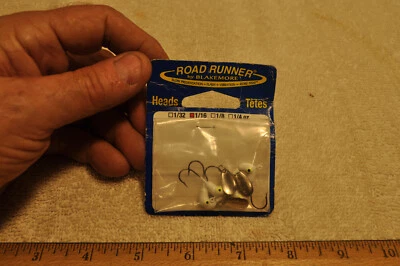 ROAD RUNNER
by BLAKEMORE
Heads Têtes
1/32 1/16 1/8 1/4 oz
3 4 5 6 7 8 9 10